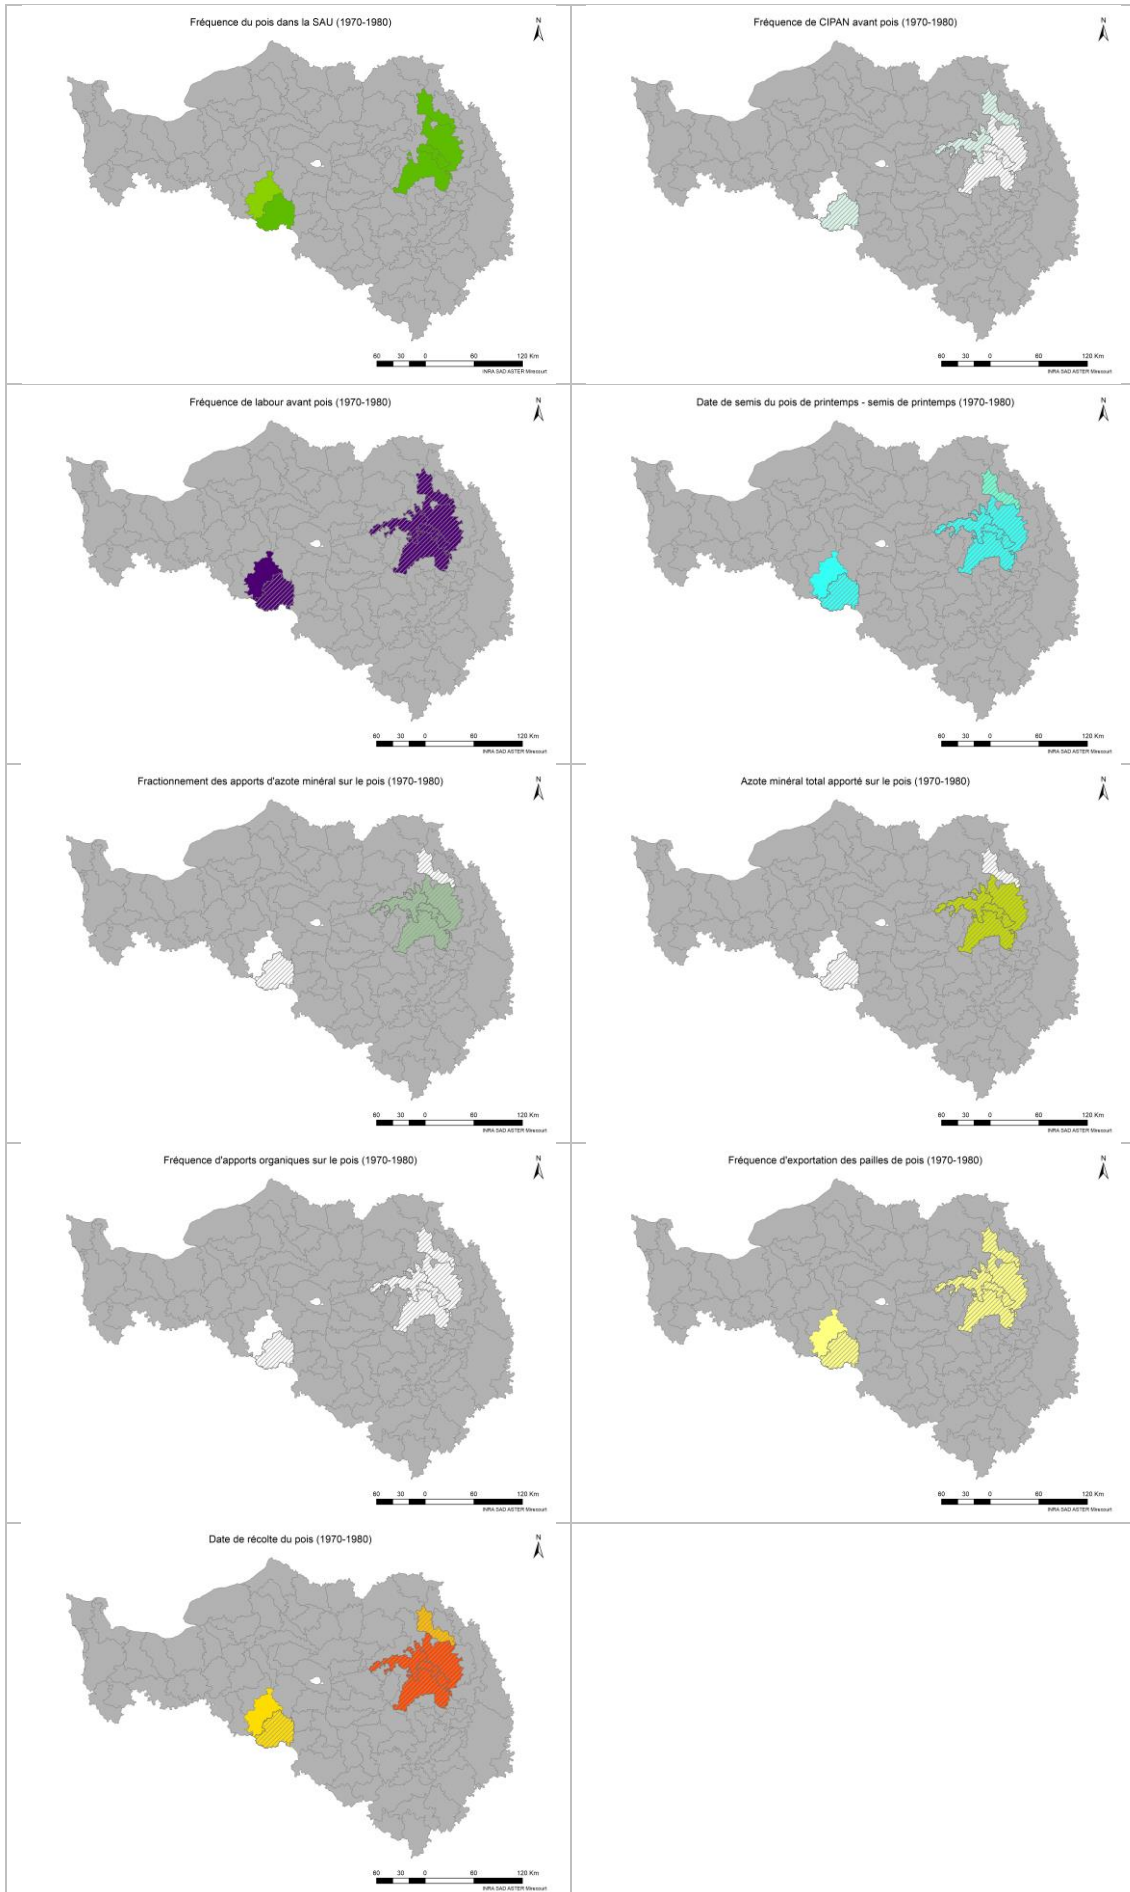 Fréquence du pois dans la SAU (1970-1980)
N
60 30 0 60 120 Km
INRA SAD ASTER Mirecourt
Fréquence de CIPAN avant pois (1970-1980)
N
60 30 0 60 120 Km
INRA SAD ASTER Mirecourt
Fréquence de labour avant pois (1970-1980)
N
60 30 0 60 120 Km
INRA SAD ASTER Mirecourt
Date de semis du pois de printemps - semis de printemps (1970-1980)
N
60 30 0 60 120 Km
INRA SAD ASTER Mirecourt
Fractionnement des apports d'azote minéral sur le pois (1970-1980)
N
60 30 0 60 120 Km
INRA SAD ASTER Mirecourt
Azote minéral total apporté sur le pois (1970-1980)
N
60 30 0 60 120 Km
INRA SAD ASTER Mirecourt
Fréquence d'apports organiques sur le pois (1970-1980)
N
60 30 0 60 120 Km
INRA SAD ASTER Mirecourt
Fréquence d'exportation des pailles de pois (1970-1980)
N
60 30 0 60 120 Km
INRA SAD ASTER Mirecourt
Date de récolte du pois (1970-1980)
N
60 30 0 60 120 Km
INRA SAD ASTER Mirecourt